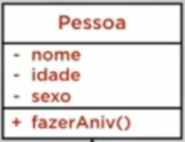 Pessoa
- nome
- idade
- sexo
+ fazerAniv()